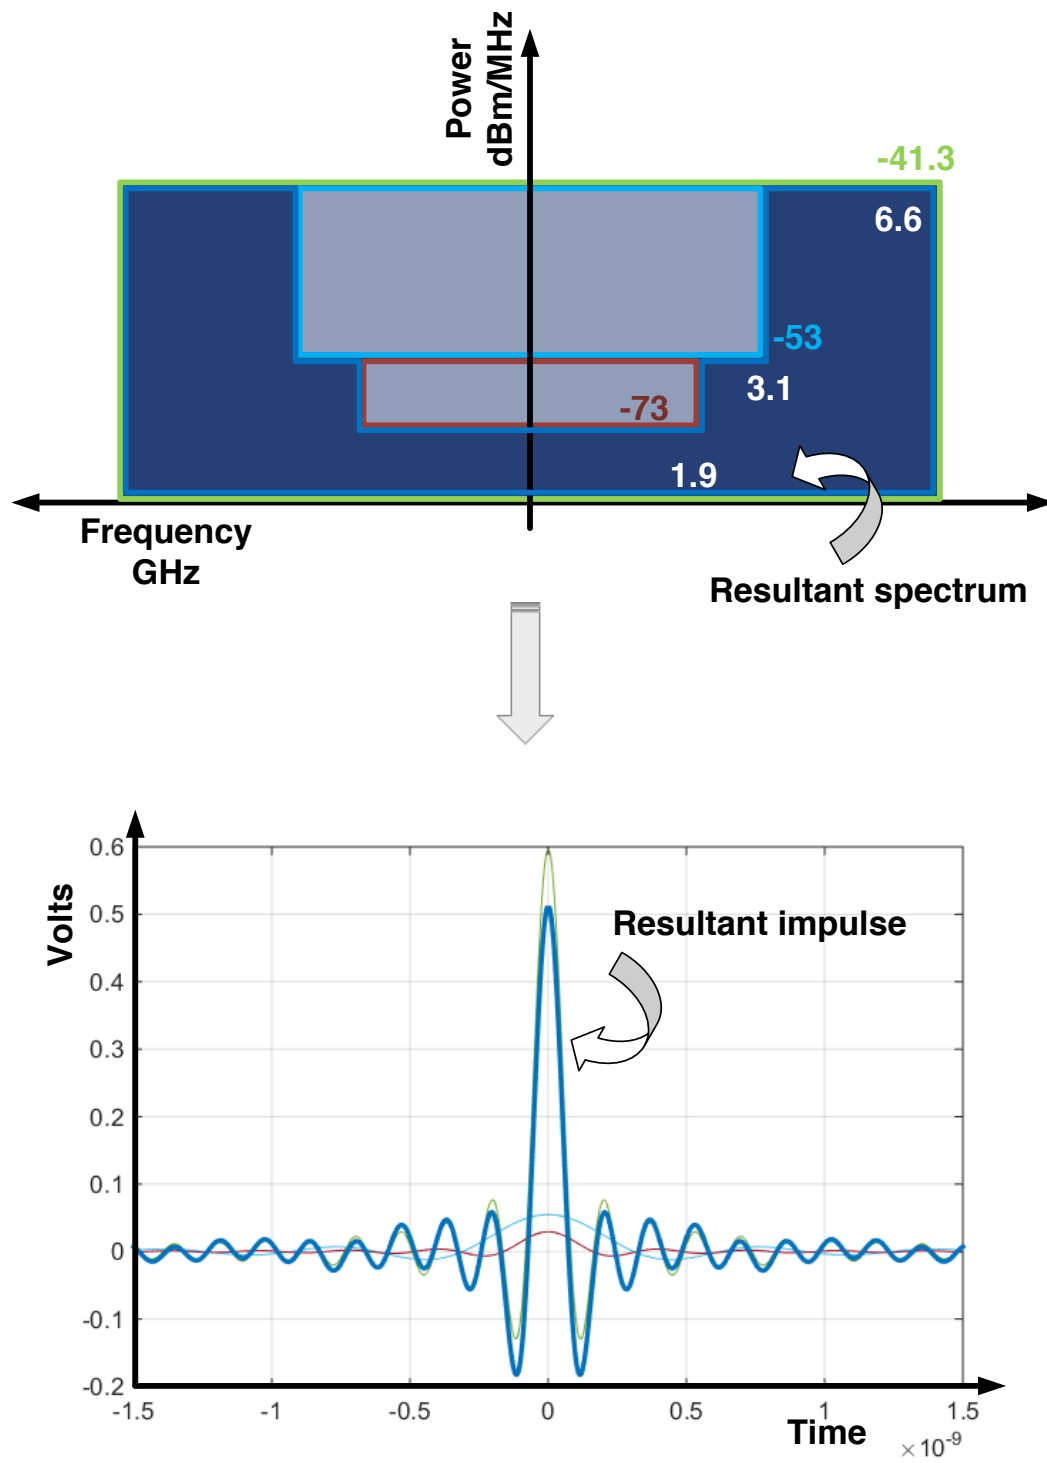 Power
dBm/MHz
-41.3
6.6
-53
3.1
-73
1.9
Frequency
GHz
Resultant spectrum
0.6
0.5
0.4
0.3
0.2
0.1
0
-0.1
-0.2
Volts
Resultant impulse
-1.5
-1
-0.5
0
0.5
1
1.5
Time
×10-9